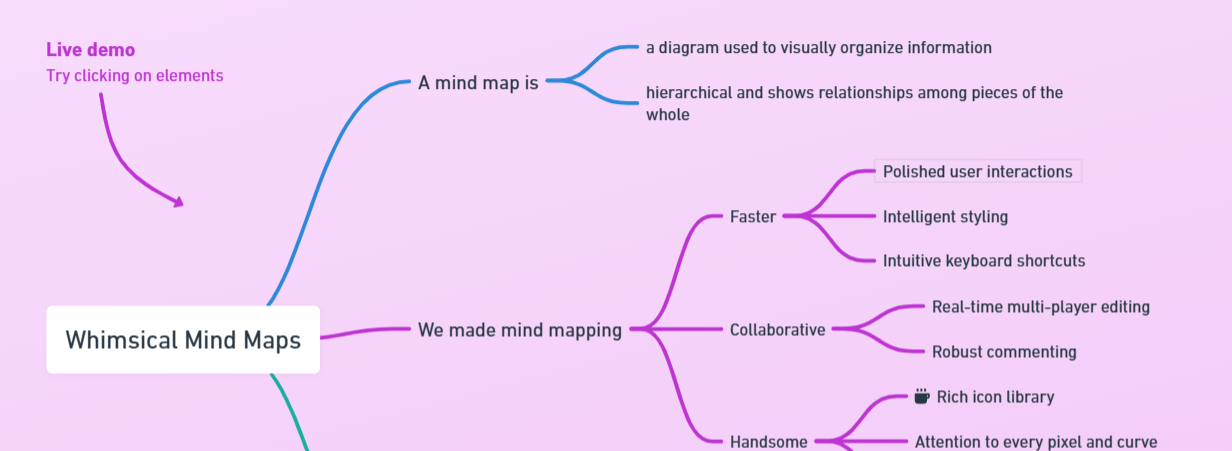 Live demo
Try clicking on elements
A mind map is
a diagram used to visually organize information
hierarchical and shows relationships among pieces of the
whole
Whimsical Mind Maps
We made mind mapping
Faster
Polished user interactions
Intelligent styling
Intuitive keyboard shortcuts
Collaborative
Real-time multi-player editing
Robust commenting
Handsome
Rich icon library
Attention to every pixel and curve